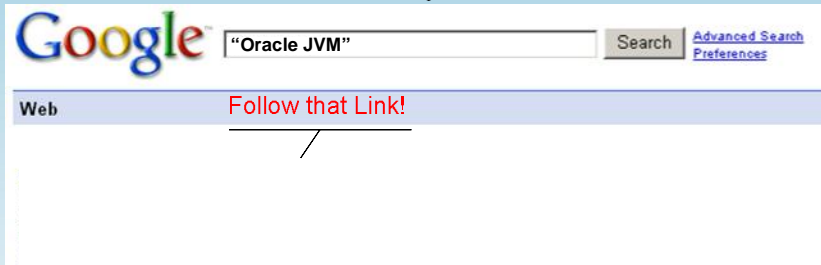 Google "Oracle JVM" Search Advanced Search
Preferences
Web Follow that Link!